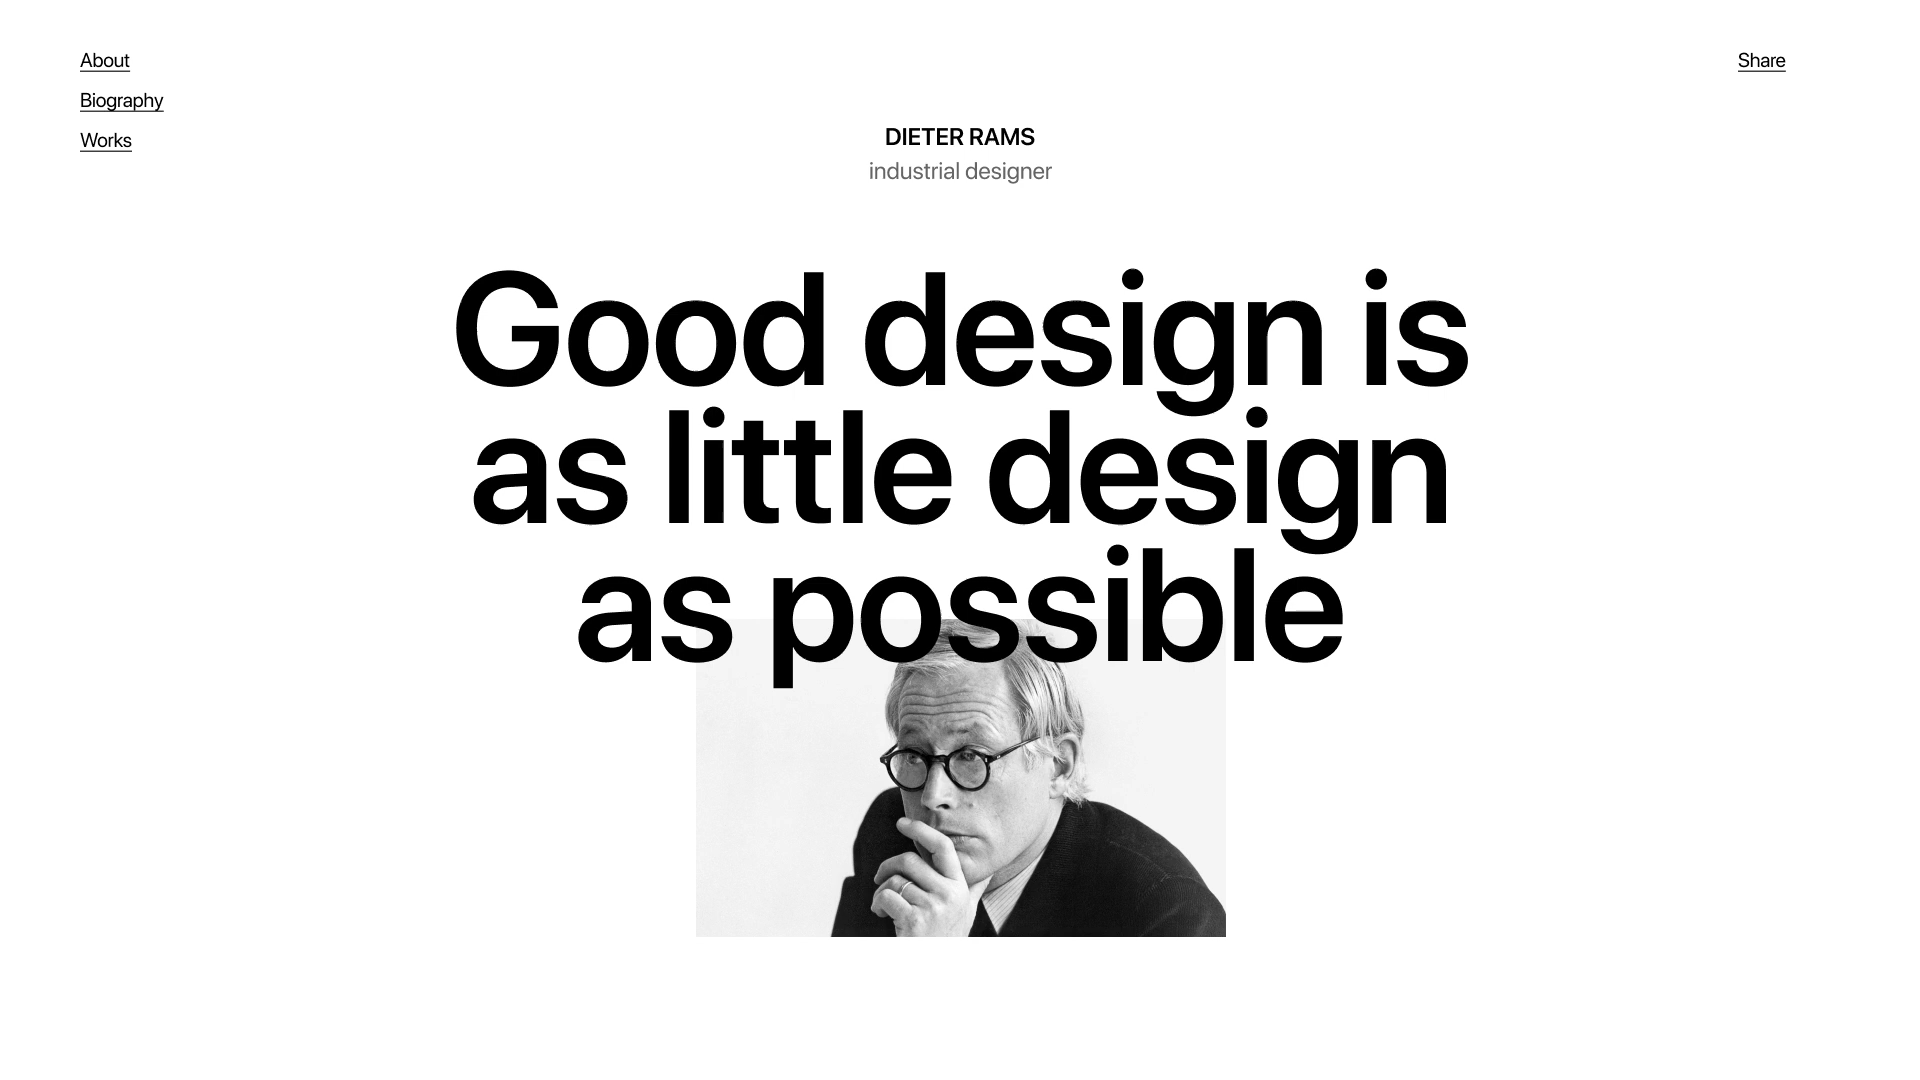 About
Share
Biography
Works
DIETER RAMS
industrial designer
Good design is
as little design
as possible